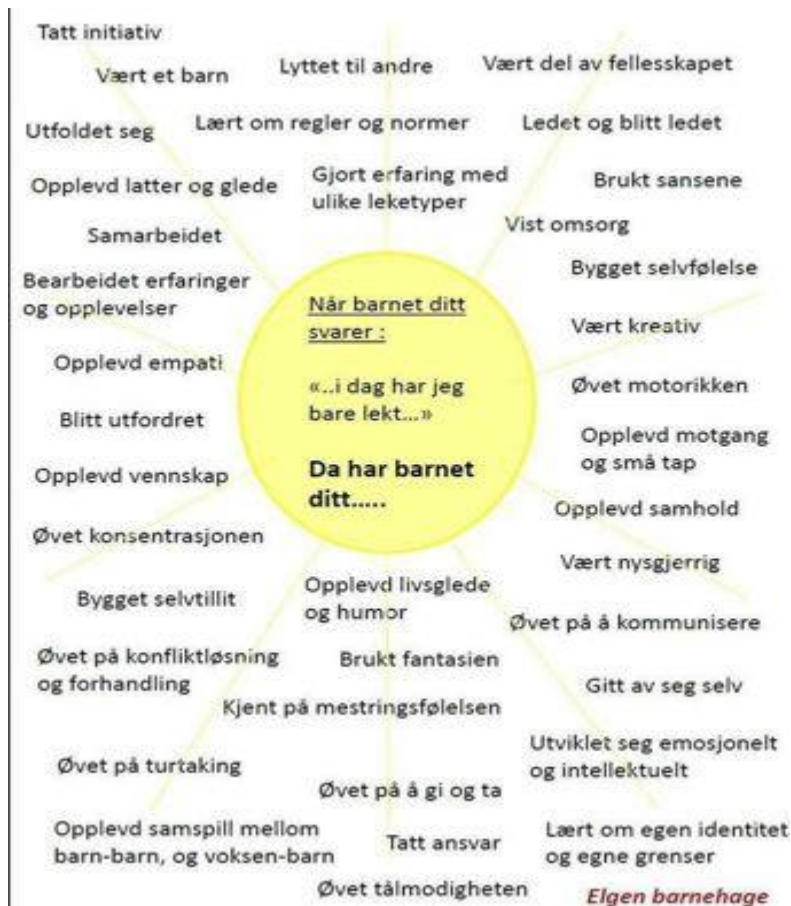 Tatt initiativ
Vært et barn
Lyttet til andre
Vært del av fellesskapet
Utfoldet seg
Lært om regler og normer
Ledet og blitt ledet
Opplevd latter og glede
Gjort erfaring med
ulike leketyper
Brukt sansene
Samarbeidet
Vist omsorg
Bearbeidet erfaringer
og opplevelser
Bygget selvfølelse
Når barnet ditt
svarer :
«..i dag har jeg
bare lekt...»
Da har barnet
ditt.....
Vært kreativ
Opplevd empati
Øvet motorikken
Blitt utfordret
Opplevd motgang
og små tap
Opplevd vennskap
Opplevd samhold
Øvet konsentrasjonen
Vært nysgjerrig
Bygget selvtillit
Opplevd livsglede
og humor
Øvet på å kommunisere
Øvet på konfliktløsning
og forhandling
Brukt fantasien
Gitt av seg selv
Kjent på mestringsfølelsen
Utviklet seg emosjonelt
og intellektuelt
Øvet på turtaking
Øvet på å gi og ta
Opplevd samspill mellom
barn-barn, og voksen-barn
Tatt ansvar
Lært om egen identitet
og egne grenser
Øvet tålmodigheten
Elgen barnehage